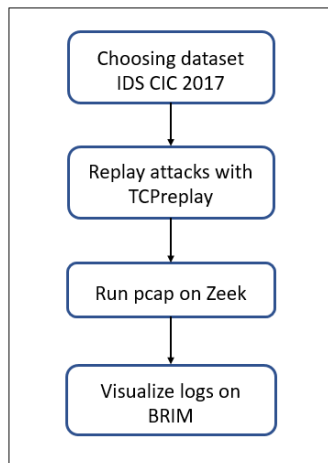 Choosing dataset
IDS CIC 2017
Replay attacks with
TCPreplay
Run pcap on Zeek
Visualize logs on
BRIM